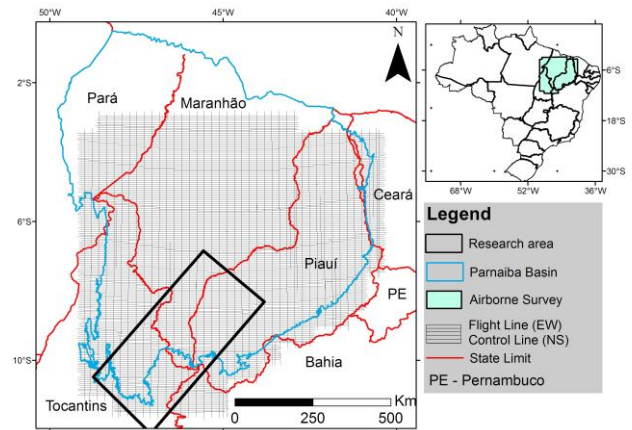 50°W 45°W 40°W
N
2°S
Pará
Maranhão
Ceará
6°S
Piauí
PE
10°S
Bahia
Km
Tocantins
0 250 500
6°S
18°S
30°S
68°W 52°W 36°W
Legend
Research area
Parnaiba Basin
Airborne Survey
Flight Line (EW)
Control Line (NS)
State Limit
PE - Pernambuco